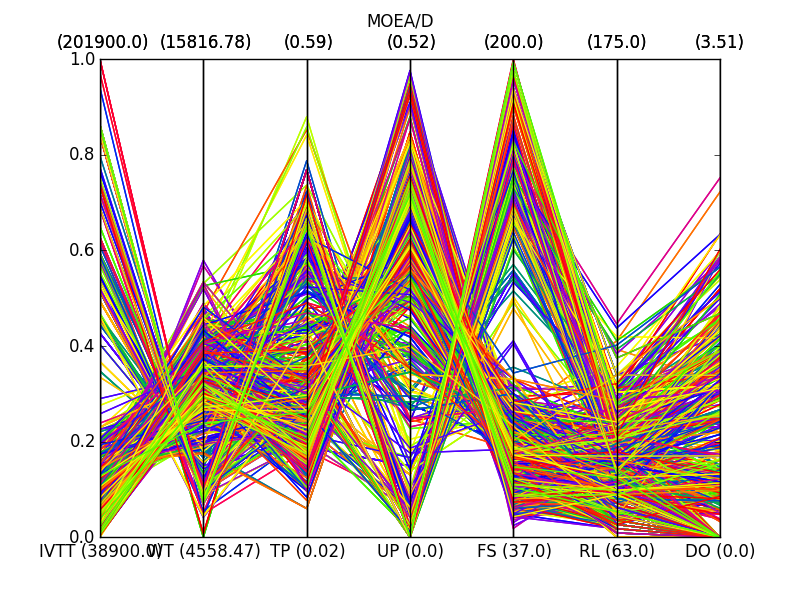 MOEA/D
(201900.0) (15816.78) (0.59) (0.52) (200.0) (175.0) (3.51)
1.0
0.8
0.6
0.4
0.2
0.0
IVTT (38900.0) WT (4558.47) TP (0.02) UP (0.0) FS (37.0) RL (63.0) DO (0.0)